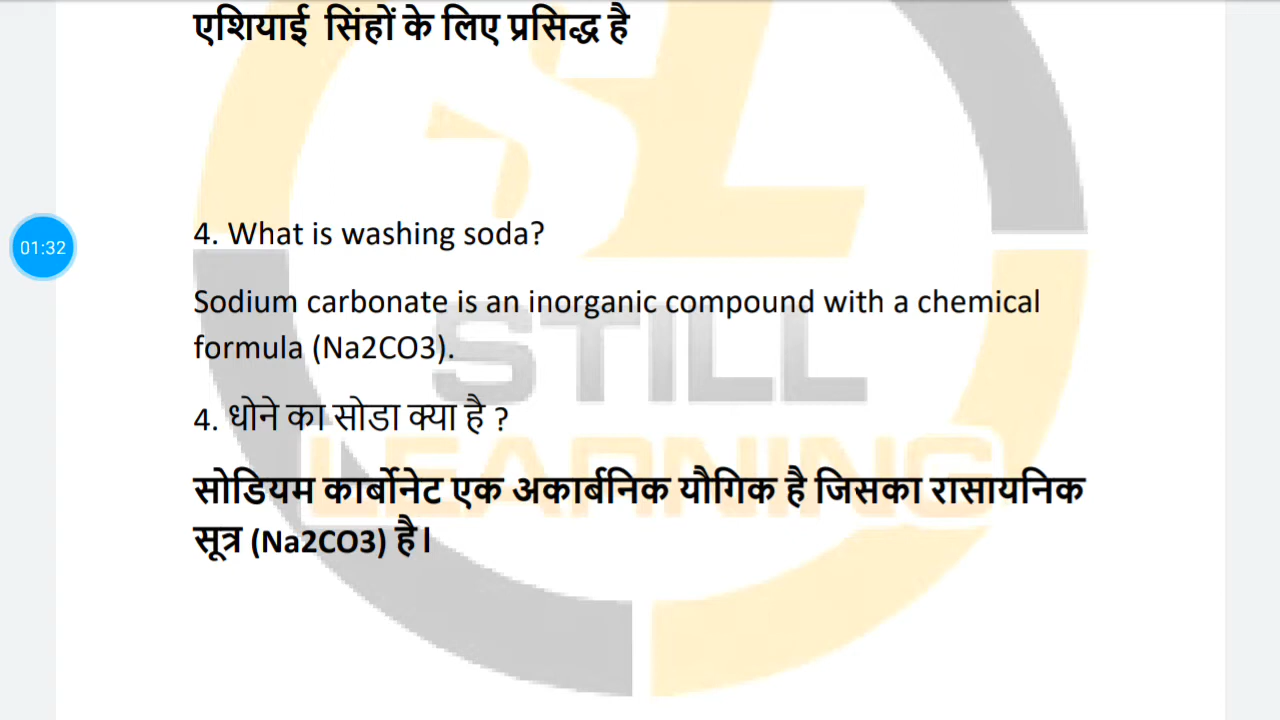 एशियाई सिंहों के लिए प्रसिद्ध है
4. What is washing soda?
01:32
Sodium carbonate is an inorganic compound with a chemical
formula (Na2CO3).
4. धोने का सोडा क्या है ?
सोडियम कार्बोनेट एक अकार्बनिक यौगिक है जिसका रासायनिक
सूत्र (Na2CO3) है।
SL
STILL
LEARNING